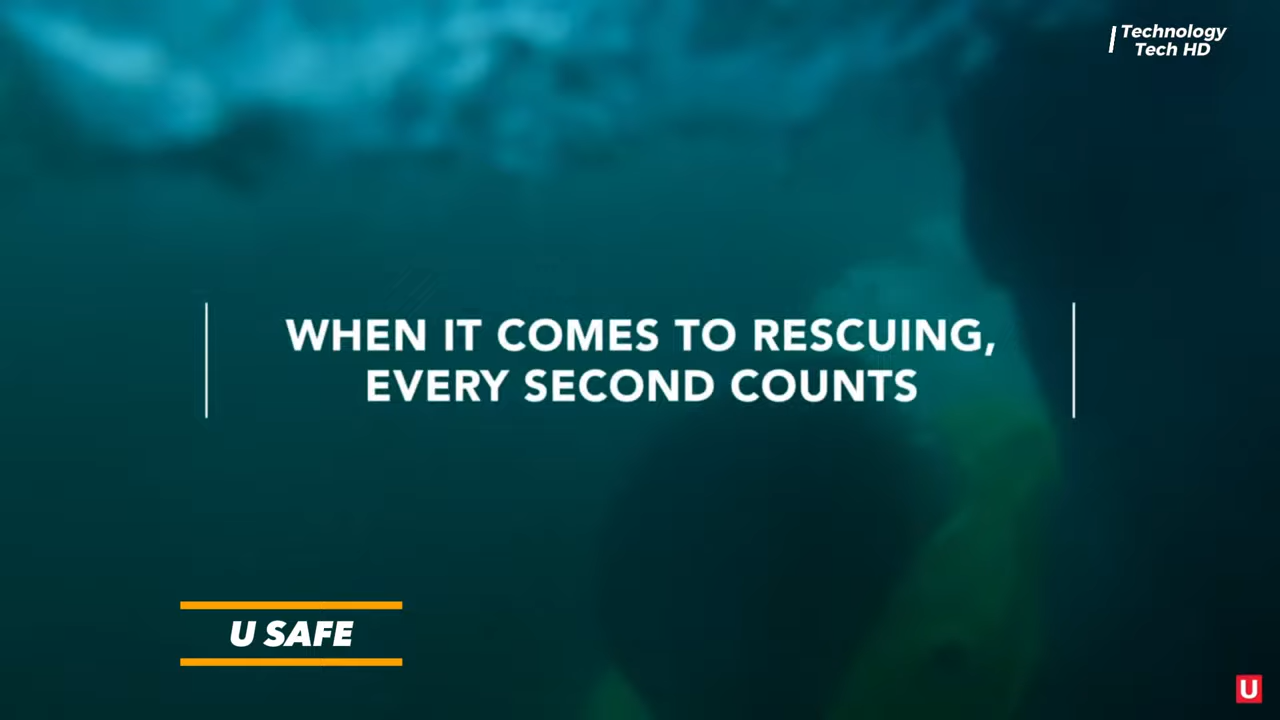 Technology
Tech HD
WHEN IT COMES TO RESCUING,
EVERY SECOND COUNTS
U SAFE
U